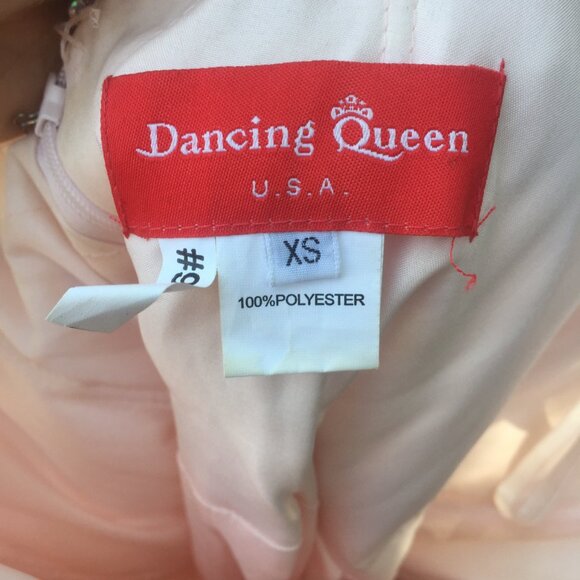 Dancing Queen
U.S.A.
XS
100%POLYESTER